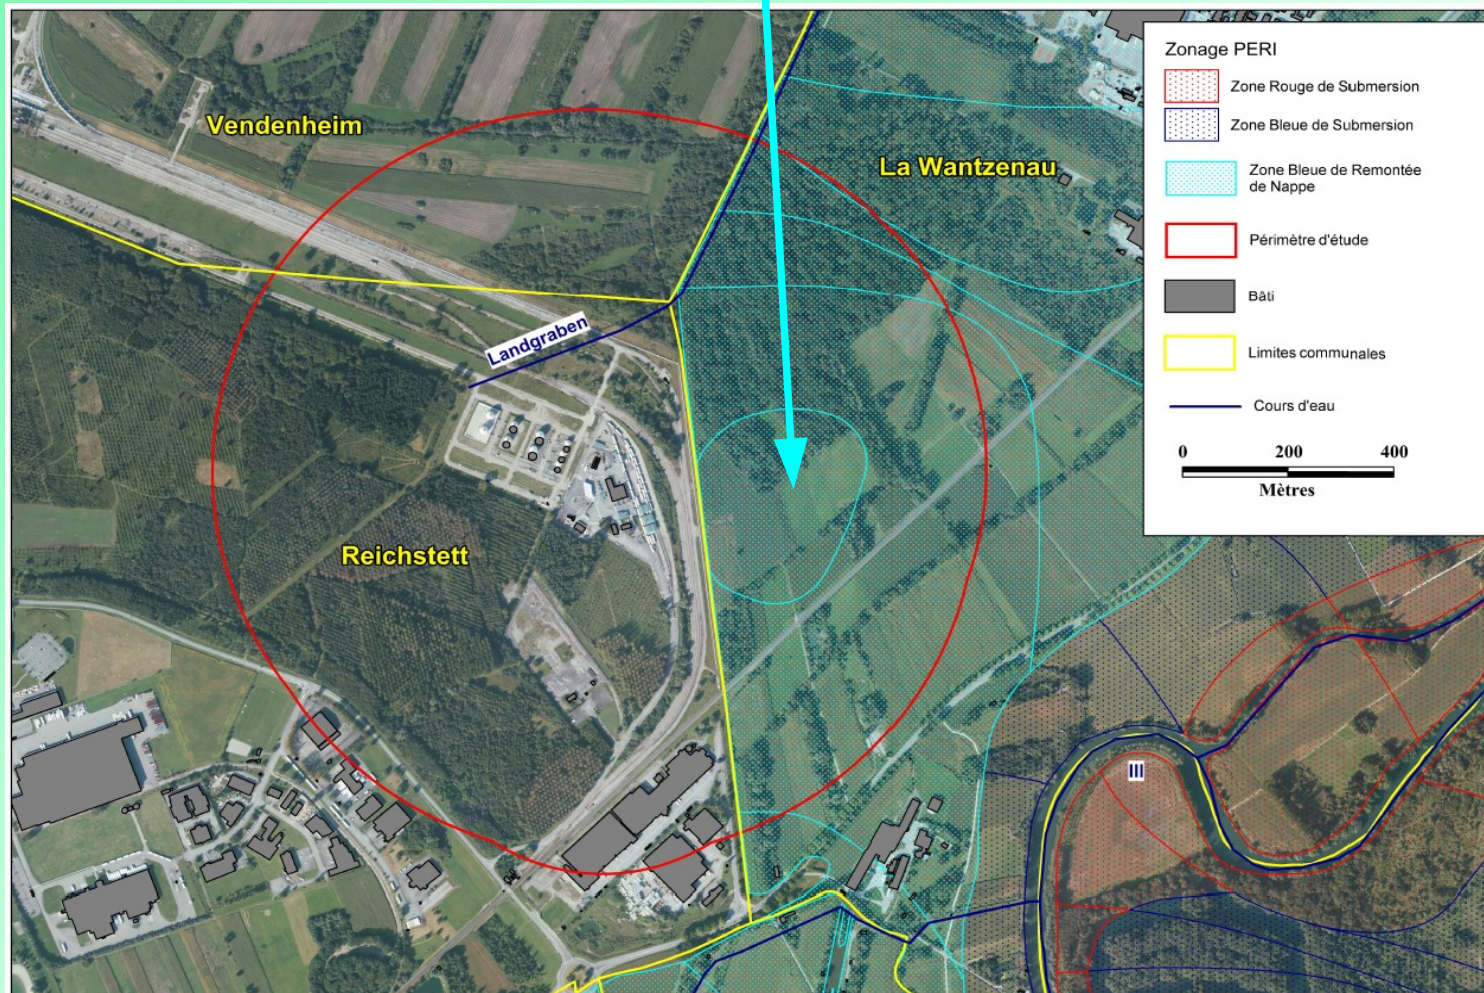 Vendenheim
La Wantzenau
Landgraben
Reichstett
Ill
Zonage PERI
Zone Rouge de Submersion
Zone Bleue de Submersion
Zone Bleue de Remontée
de Nappe
Périmètre d'étude
Bâti
Limites communales
Cours d'eau
0 200 400
Mètres